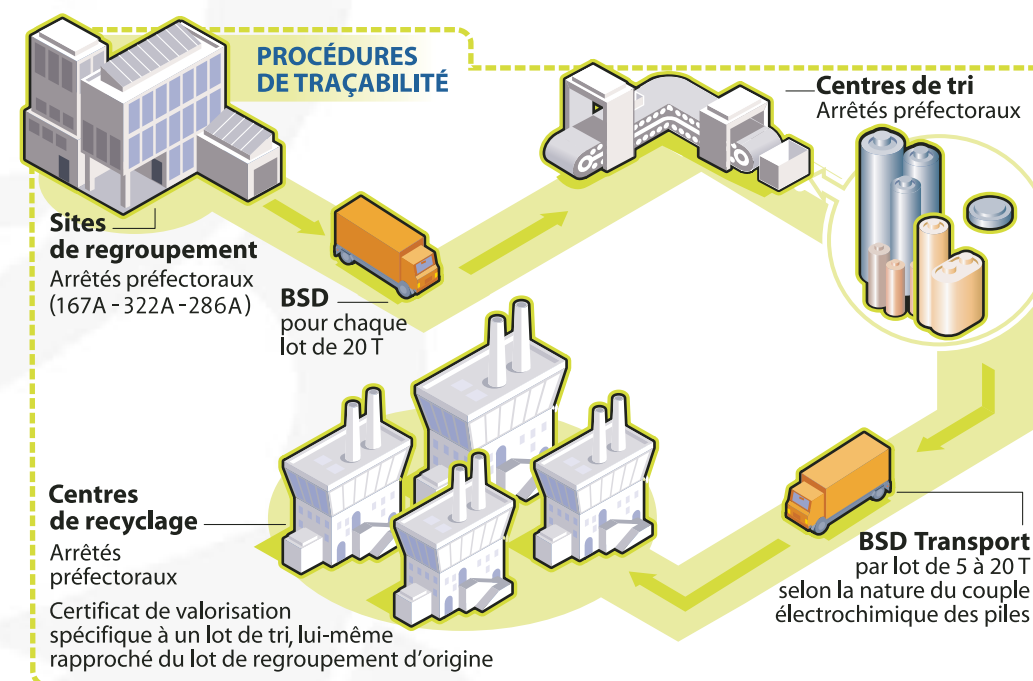 PROCÉDURES
DE TRAÇABILITÉ
Centres de tri
Arrêtés préfectoraux
Sites
de regroupement
Arrêtés préfectoraux
(167A - 322A - 286A)
BSD
pour chaque
lot de 20 T
BSD Transport
par lot de 5 à 20 T
selon la nature du couple
électrochimique des piles
Centres
de recyclage
Arrêtés
préfectoraux
Certificat de valorisation
spécifique à un lot de tri, lui-même
rapproché du lot de regroupement d'origine